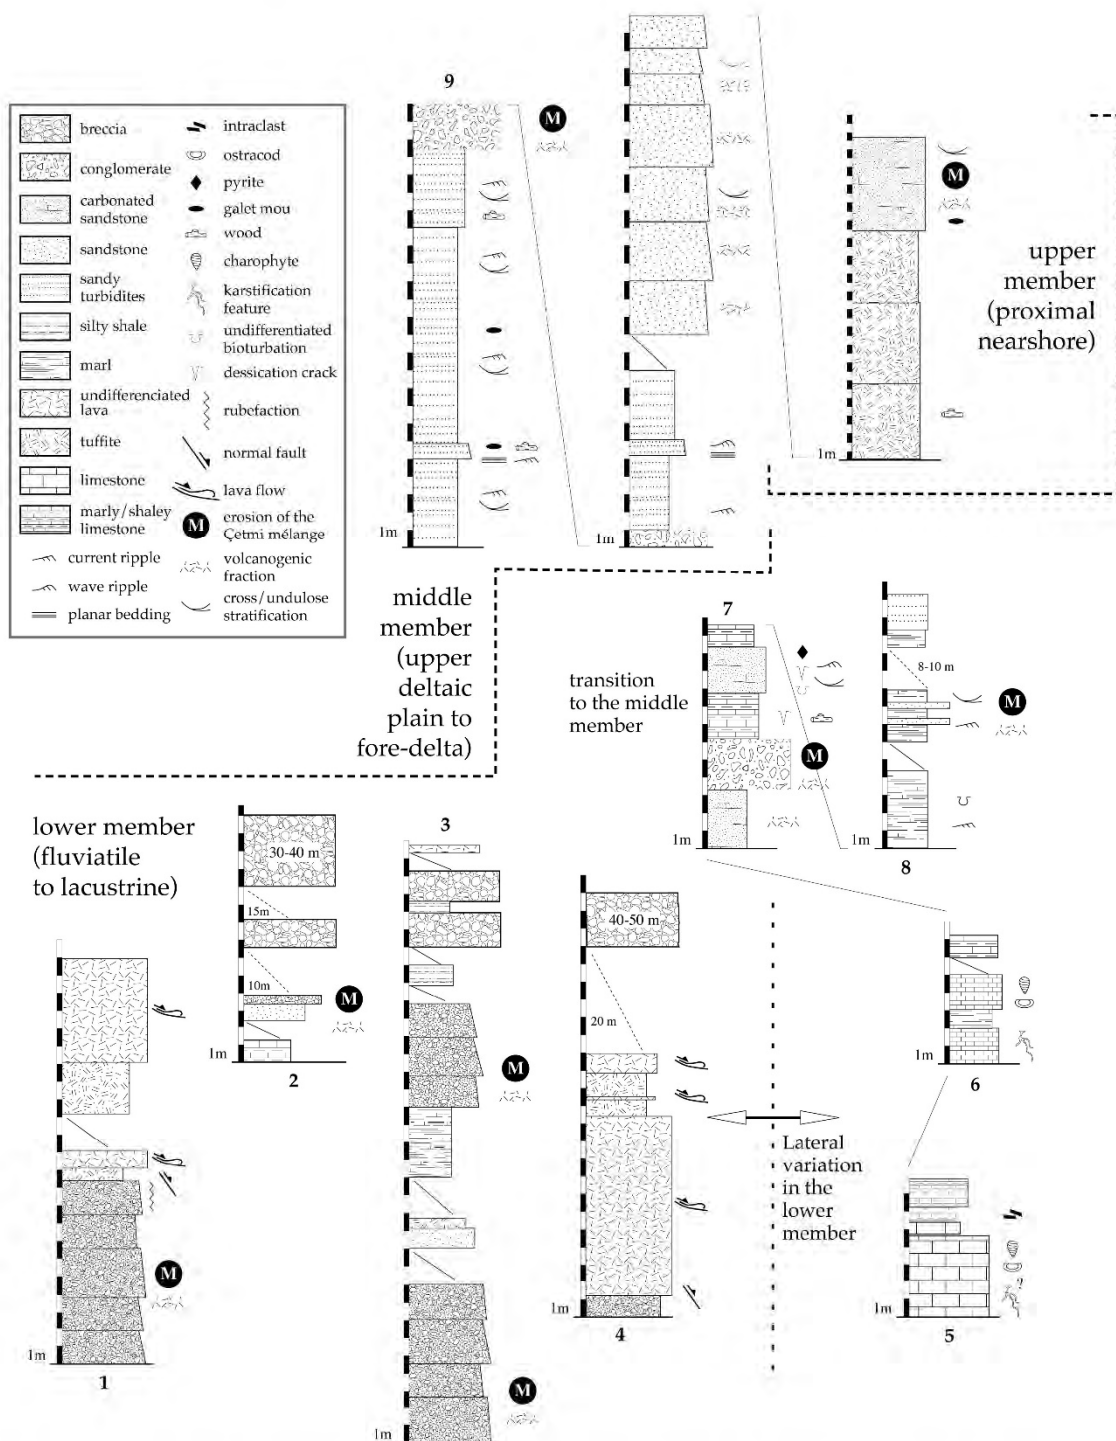 9
breccia
conglomerate
carbonated
sandstone
sandstone
sandy
turbidites
silty shale
marl
undifferenciated
lava
tuffite
limestone
marly/shaley
limestone
current ripple
wave ripple
planar bedding
intraclast
ostracod
pyrite
galet mou
wood
charophyte
karstification
feature
undifferentiated
bioturbation
dessication crack
rubefaction
normal fault
lava flow
M
erosion of the
Çetmi mélange
volcanogenic
fraction
cross/undulose
stratification
M
1m
1m
M
1m
upper
member
(proximal
nearshore)
middle
member
(upper
deltaic
plain to
fore-delta)
transition
to the middle
member
7
M
1m
8-10 m
M
1m
8
lower member
(fluviatile
to lacustrine)
M
1m
1
30-40 m
15m
10m
M
1m
2
3
M
M
1m
40-50 m
20 m
1m
4
Lateral
variation
in the
lower
member
1m
6
?
1m
5